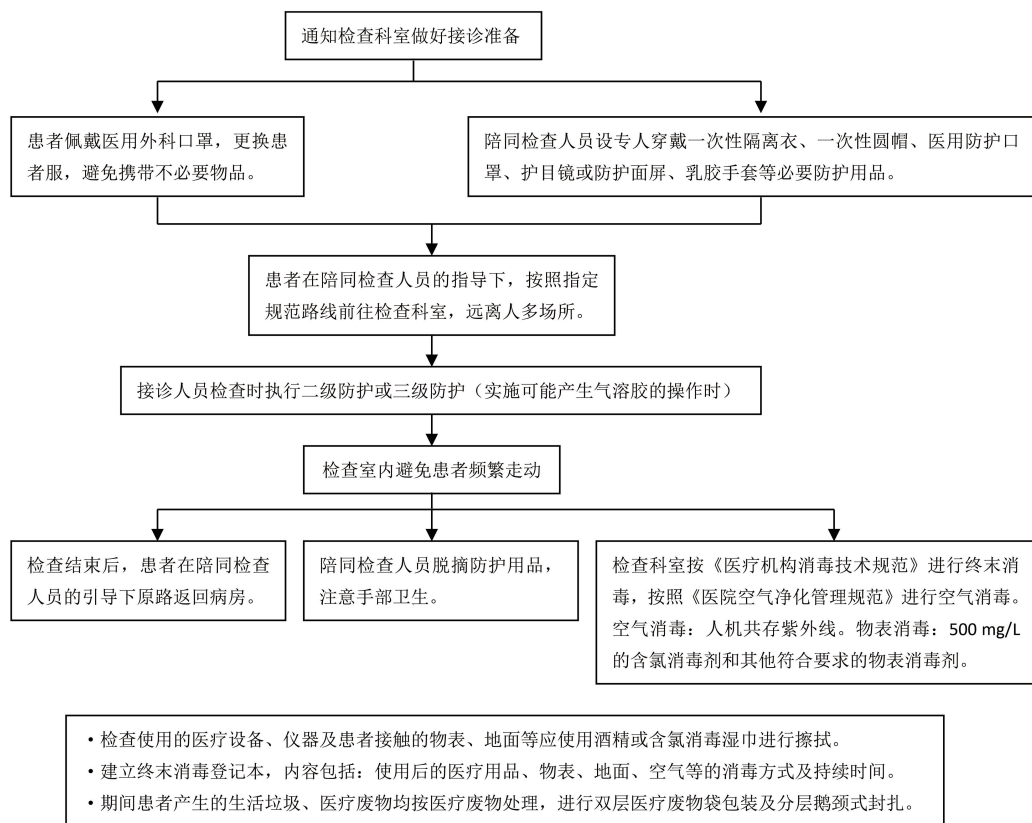 通知检查科室做好接诊准备
患者佩戴医用外科口罩，更换患
者服，避免携带不必要物品。
陪同检查人员设专人穿戴一次性隔离衣、一次性圆帽、医用防护口
罩、护目镜或防护面屏、乳胶手套等必要防护用品。
患者在陪同检查人员的指导下，按照指定
规范路线前往检查科室，远离人多场所。
接诊人员检查时执行二级防护或三级防护（实施可能产生气溶胶的操作时）
检查室内避免患者频繁走动
检查结束后，患者在陪同检查
人员的引导下原路返回病房。
陪同检查人员脱摘防护用品，
注意手部卫生。
检查科室按《医疗机构消毒技术规范》进行终末消
毒，按照《医院空气净化管理规范》进行空气消毒。
空气消毒：人机共存紫外线。物表消毒：500 mg/L
的含氯消毒剂和其他符合要求的物表消毒剂。
•检查使用的医疗设备、仪器及患者接触的物表、地面等应使用酒精或含氯消毒湿巾进行擦拭。
•建立终末消毒登记本，内容包括：使用后的医疗用品、物表、地面、空气等的消毒方式及持续时间。
•期间患者产生的生活垃圾、医疗废物均按医疗废物处理，进行双层医疗废物袋包装及分层鹅颈式封扎。